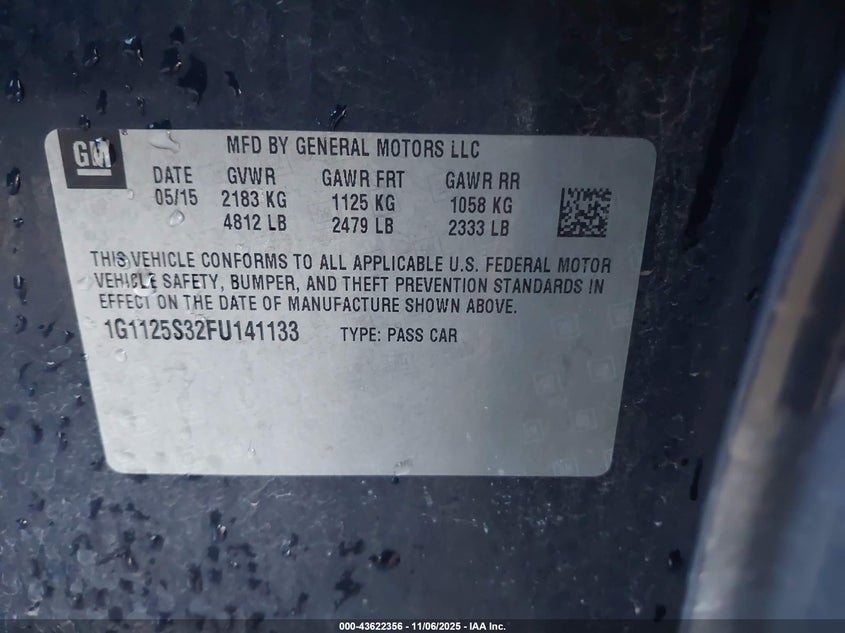 GM
MFD BY GENERAL MOTORS LLC
DATE GVWR GAWR FRT GAWR RR
05/15 2183 KG 1125 KG 1058 KG
4812 LB 2479 LB 2333 LB
THIS VEHICLE CONFORMS TO ALL APPLICABLE U.S. FEDERAL MOTOR
VEHICLE SAFETY, BUMPER, AND THEFT PREVENTION STANDARDS IN
EFFECT ON THE DATE OF MANUFACTURE SHOWN ABOVE.
1G1125S32FU141133 TYPE: PASS CAR
000-43622356 - 11/06/2025 - IAA Inc.